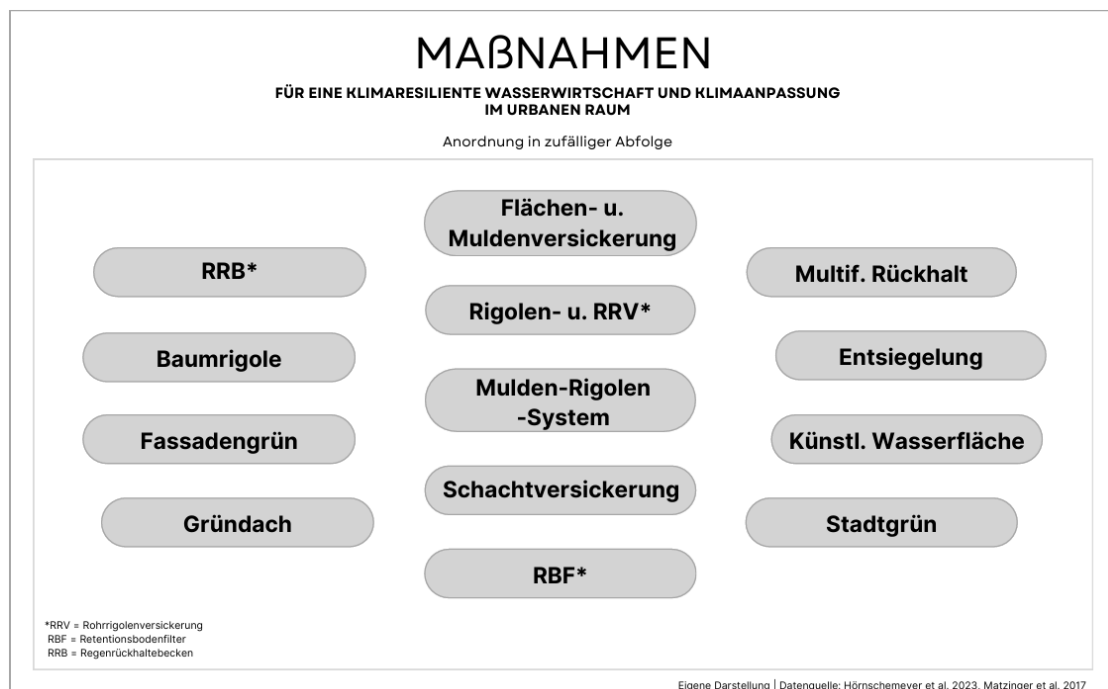 MAßNAHMEN
FÜR EINE KLIMARESILIENTE WASSERWIRTSCHAFT UND KLIMAANPASSUNG
IM URBANEN RAUM
Anordnung in zufälliger Abfolge
RRB*
Baumrigole
Fassadengrün
Gründach
Flächen- u.
Muldenversickerung
Rigolen- u. RRV*
Mulden-Rigolen
-System
Schachtversickerung
RBF*
Multif. Rückhalt
Entsiegelung
Künstl. Wasserfläche
Stadtgrün
*RRV = Rohrrigolenversickerung
RBF = Retentionsbodenfilter
RRB = Regenrückhaltebecken
Eigene Darstellung | Datenquelle: Hörnschemeyer et al. 2023, Matzinger et al. 2017